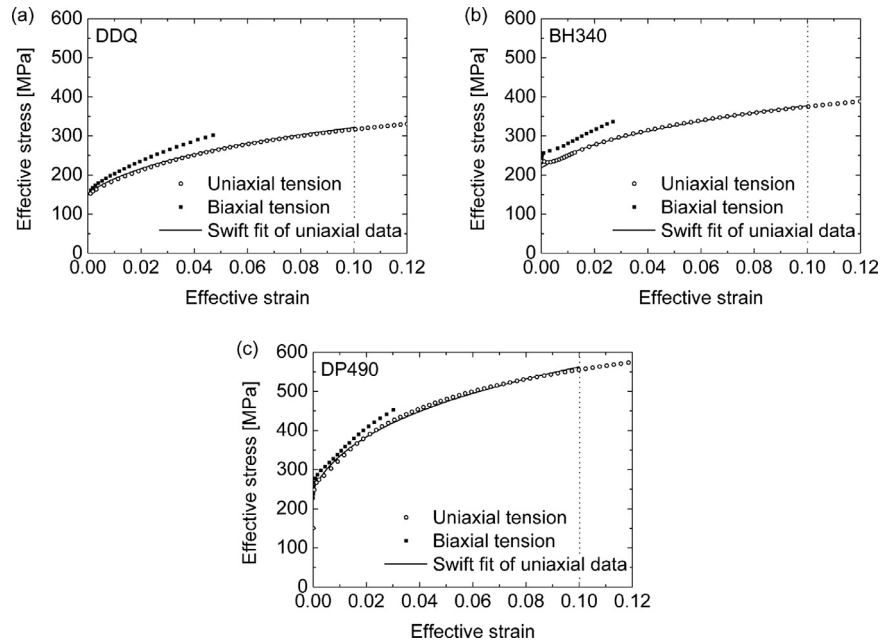 (a)
DDQ
600
500
400
300
200
100
0
Effective stress [MPa]
Uniaxial tension
Biaxial tension
Swift fit of uniaxial data
0.00 0.02 0.04 0.06 0.08 0.10 0.12
Effective strain
(b)
BH340
600
500
400
300
200
100
0
Effective stress [MPa]
Uniaxial tension
Biaxial tension
Swift fit of uniaxial data
0.00 0.02 0.04 0.06 0.08 0.10 0.12
Effective strain
(c)
DP490
600
500
400
300
200
100
0
Effective stress [MPa]
Uniaxial tension
Biaxial tension
Swift fit of uniaxial data
0.00 0.02 0.04 0.06 0.08 0.10 0.12
Effective strain